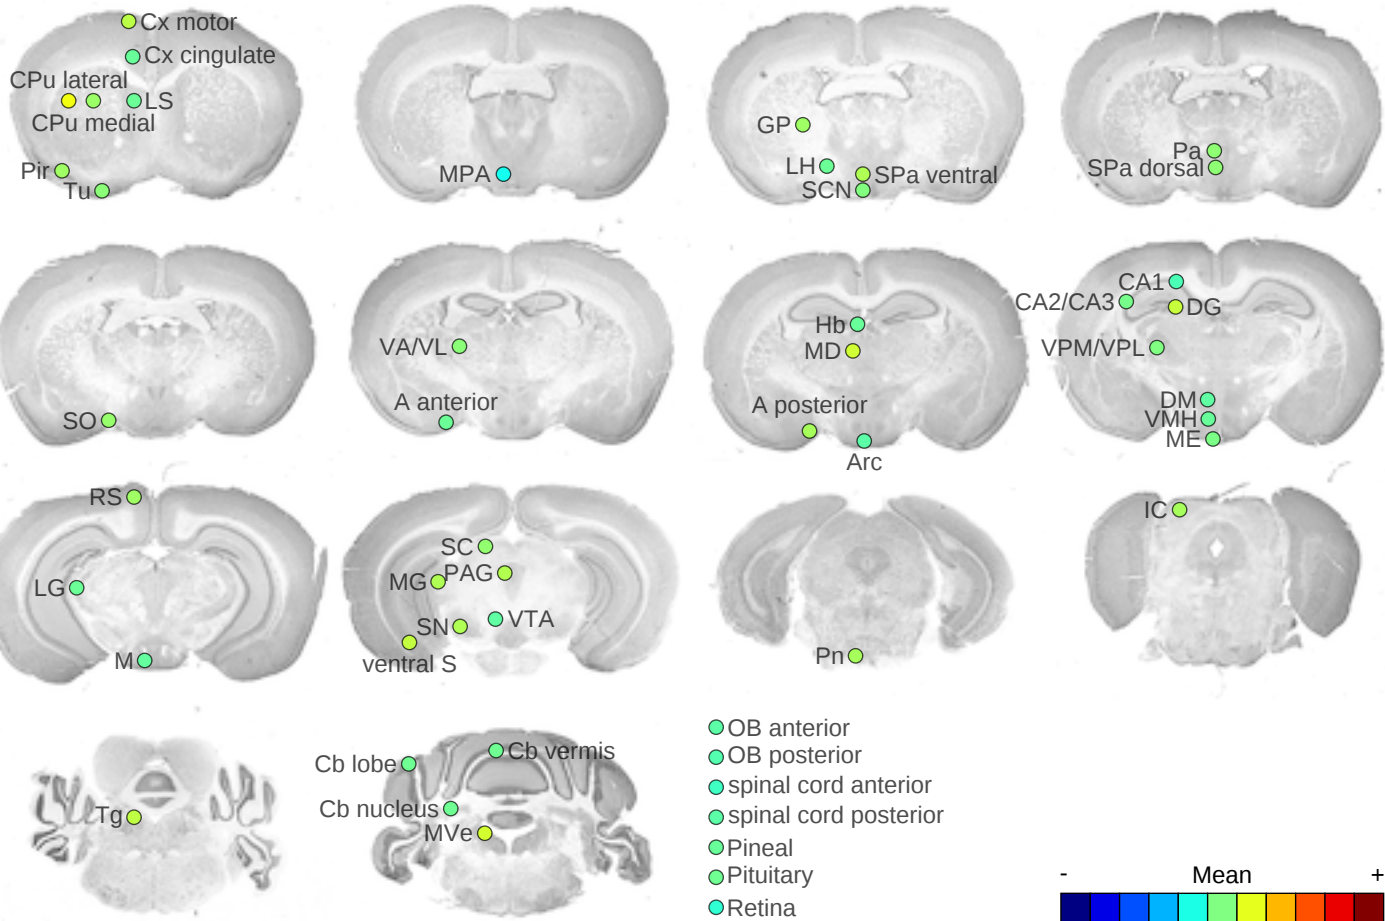 Cx motor
Cx cingulate
CPu lateral
LS
CPu medial
Pir
Tu
MPA
GP
LH
SPa ventral
SCN
Pa
SPa dorsal
SO
VA/VL
A anterior
Hb
MD
A posterior
Arc
CA1
CA2/CA3
DG
VPM/VPL
DM
VMH
ME
RS
LG
M
SC
MG
PAG
SN
VTA
ventral S
Pn
IC
Tg
Cb lobe
Cb vermis
Cb nucleus
MVe
OB anterior
OB posterior
spinal cord anterior
spinal cord posterior
Pineal
Pituitary
Retina
- Mean +